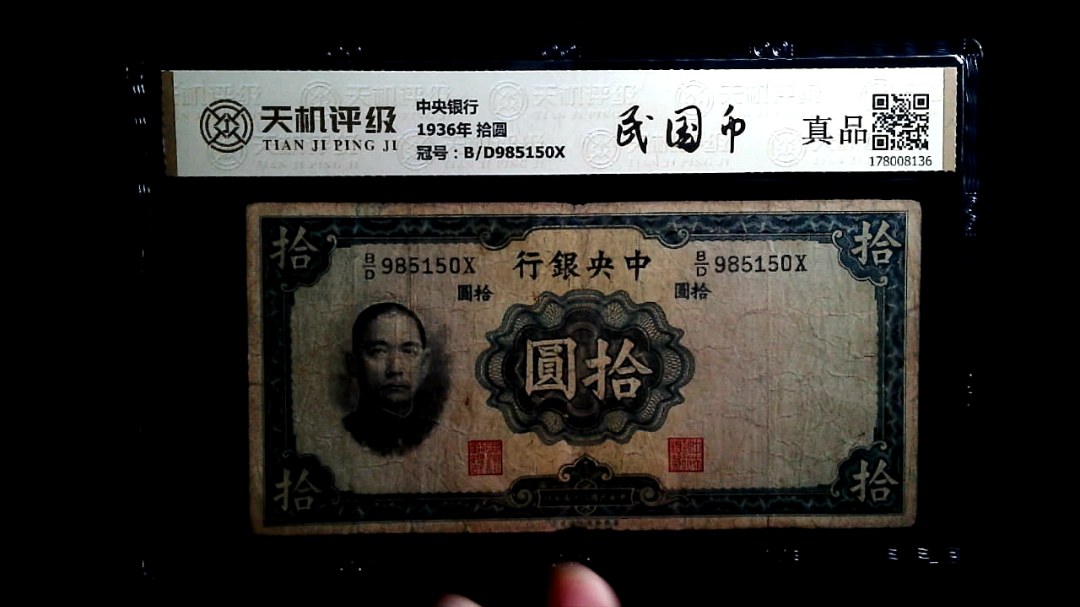 天机评级
TIAN JI PING JI
中央银行
1936年 拾圆
冠号：B/D985150X
民国币
真品
178008136
拾
拾
B/D 985150X
行銀央中
B/D 985150X
圓拾
圓拾
圓拾
拾
拾